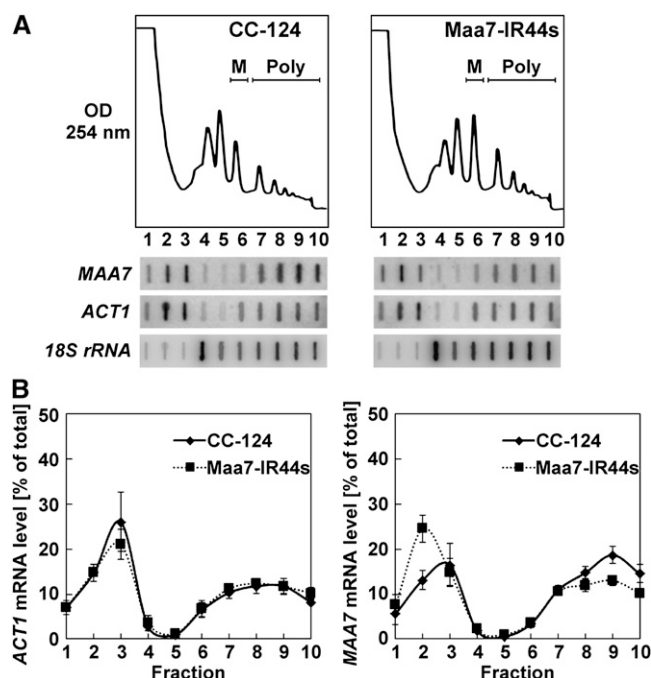 A
CC-124
Maa7-IR44s
M Poly
M Poly
OD
254 nm
1 2 3 4 5 6 7 8 9 10
1 2 3 4 5 6 7 8 9 10
MAA7
ACT1
18S rRNA
B
ACT1 mRNA level [% of total]
50
40
30
20
10
0
CC-124
Maa7-IR44s
1 2 3 4 5 6 7 8 9 10
Fraction
MAA7 mRNA level [% of total]
50
40
30
20
10
0
CC-124
Maa7-IR44s
1 2 3 4 5 6 7 8 9 10
Fraction